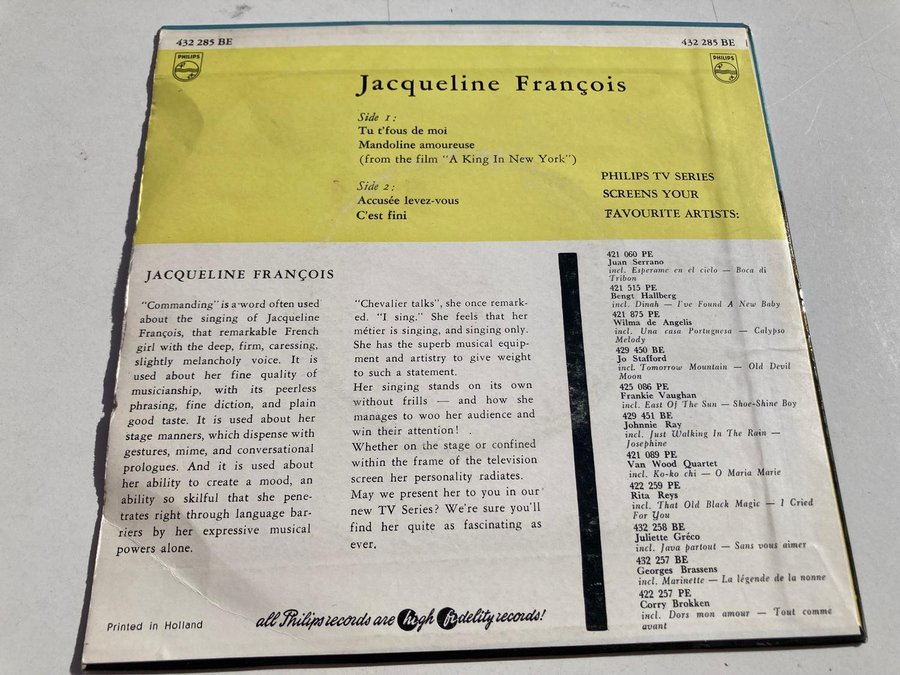 432 285 BE
432 285 BE
PHILIPS
PHILIPS
Jacqueline François
Side 1:
Tu t'fous de moi
Mandoline amoureuse
(from the film "A King In New York")
Side 2:
Accusée levez-vous
C'est fini
PHILIPS TV SERIES
SCREENS YOUR
FAVOURITE ARTISTS:
JACQUELINE FRANÇOIS
"Commanding" is a word often used
about the singing of Jacqueline
François, that remarkable French
girl with the deep, firm, caressing,
slightly melancholy voice. It is
used about her fine quality of
musicianship, with its peerless
phrasing, fine diction, and plain
good taste. It is used about her
stage manners, which dispense with
gestures, mime, and conversational
prologues. And it is used about
her ability to create a mood, an
ability so skilful that she pene-
trates right through language bar-
riers by her expressive musical
powers alone.
"Chevalier talks", she once remark-
ed. "I sing." She feels that her
métier is singing, and singing only.
She has the superb musical equip-
ment and artistry to give weight
to such a statement.
Her singing stands on its own
without frills — and how she
manages to woo her audience and
win their attention!
Whether on the stage or confined
within the frame of the television
screen her personality radiates.
May we present her to you in our
new TV Series? We're sure you'll
find her quite as fascinating as
ever.
421 060 PE
Juan Serrano
incl. Esperame en el cielo — Boca di
Tribon
421 515 PE
Bengt Hallberg
incl. Dinah — I've Found A New Baby
421 875 PE
Wilma de Angelis
incl. Una casa Portuguesa — Calypso
Melody
429 450 BE
Jo Stafford
incl. Tomorrow Mountain — Old Devil
Moon
425 086 PE
Frankie Vaughan
incl. East Of The Sun — Shoe-Shine Boy
429 451 BE
Johnnie Ray
incl. Just Walking In The Rain —
Josephine
421 089 PE
Van Wood Quartet
incl. Ko-ko chi — O Maria Marie
422 259 PE
Rita Reys
incl. That Old Black Magic — I Cried
For You
432 258 BE
Juliette Gréco
incl. Java partout — Sans vous aimer
432 257 BE
Georges Brassens
incl. Marinette — La légende de la nonne
422 257 PE
Corry Brokken
incl. Dors mon amour — Tout comme
avant
Printed in Holland
all Philips records are high fidelity records!